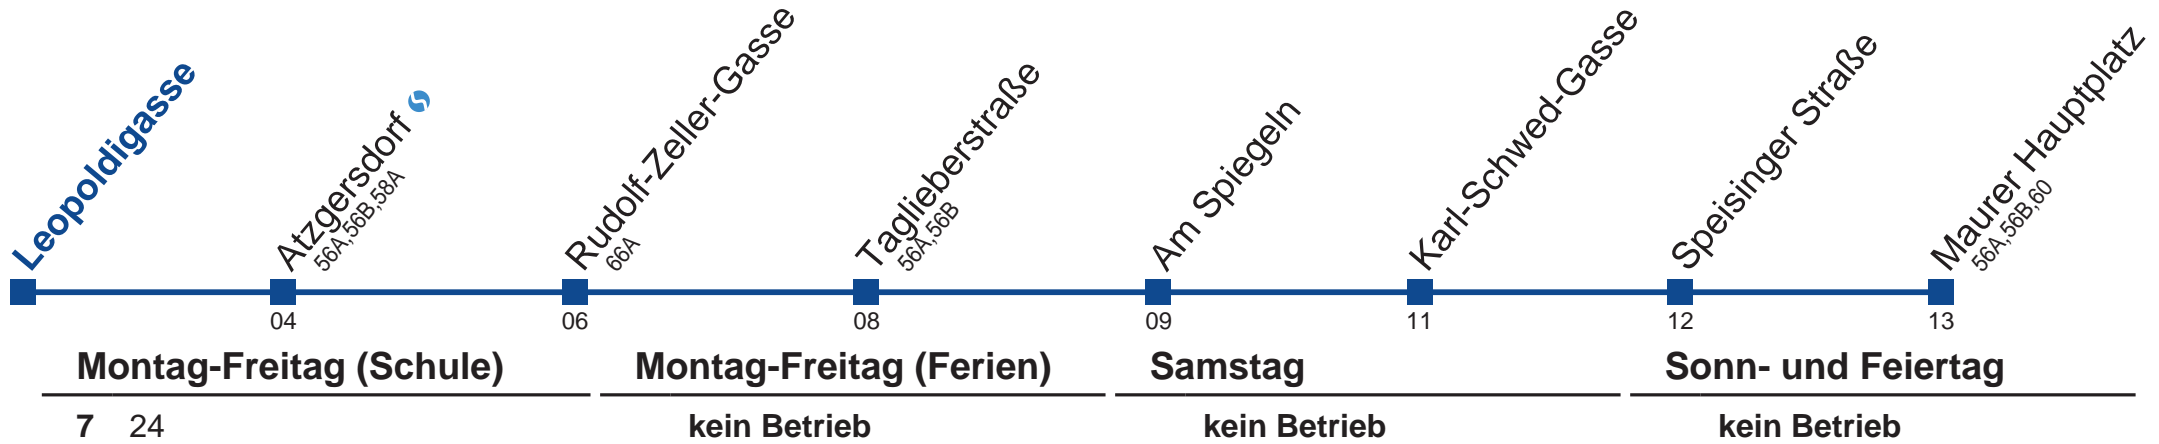 Leopoldigasse
Atzgersdorf
56A,56B,58A
Rudolf-Zeller-Gasse
66A
Taglieberstraße
56A,56B
Am Spiegeln
Karl-Schwed-Gasse
Speisinger Straße
Maurer Hauptplatz
56A,56B,60
04 06 08 09 11 12 13
Montag-Freitag (Schule) Montag-Freitag (Ferien) Samstag Sonn- und Feiertag
7 24 kein Betrieb kein Betrieb kein Betrieb